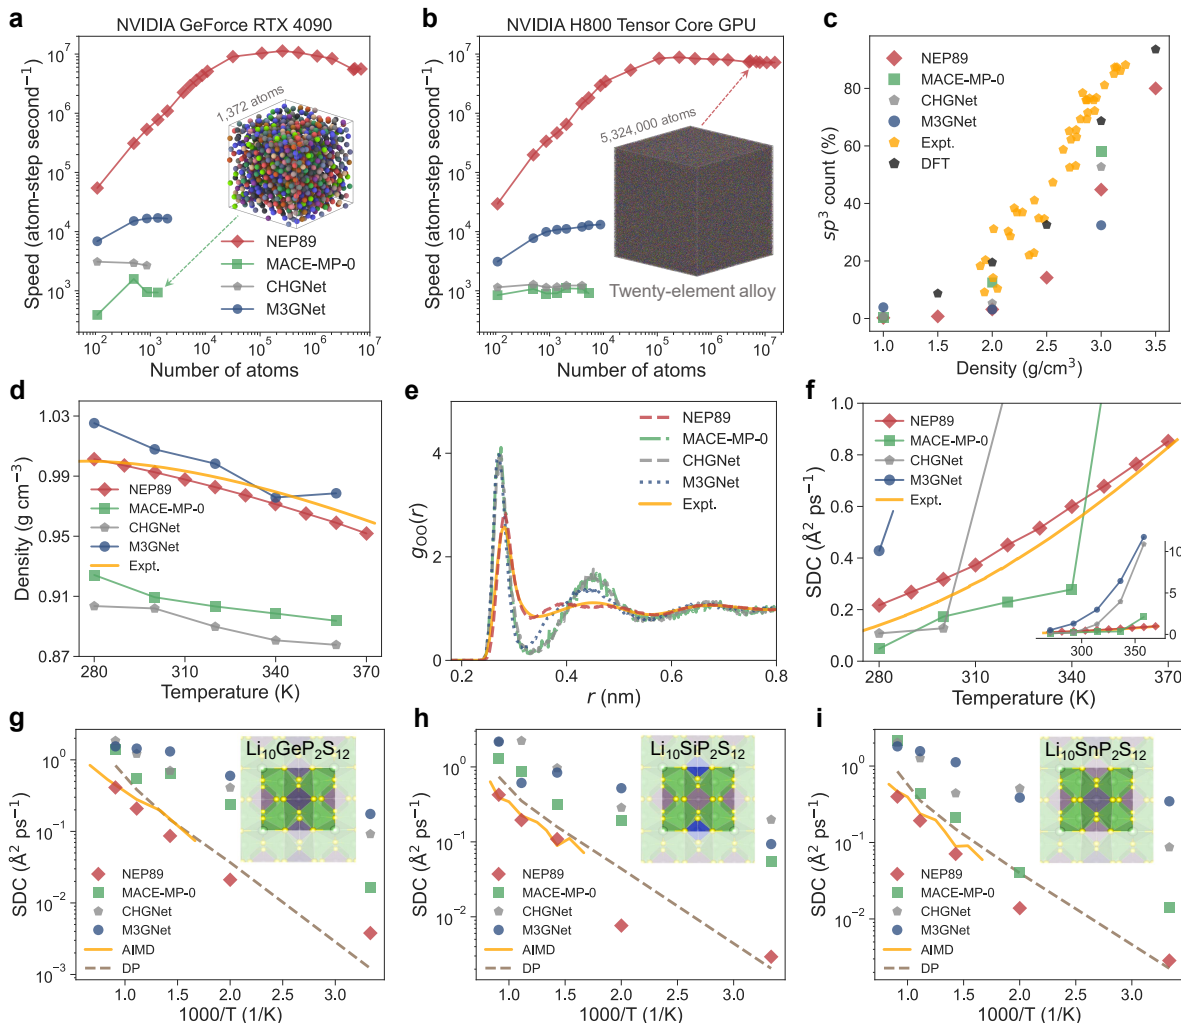 a
NVIDIA GeForce RTX 4090
10⁷
10⁶
10⁵
10⁴
10³
Speed (atom-step second⁻¹)
1,372 atoms
NEP89
MACE-MP-0
CHGNet
M3GNet
10² 10³ 10⁴ 10⁵ 10⁶ 10⁷
Number of atoms
b
NVIDIA H800 Tensor Core GPU
10⁷
10⁶
10⁵
10⁴
10³
Speed (atom-step second⁻¹)
5,324,000 atoms
Twenty-element alloy
10² 10³ 10⁴ 10⁵ 10⁶ 10⁷
Number of atoms
c
80
60
40
20
0
sp³ count (%)
NEP89
MACE-MP-0
CHGNet
M3GNet
Expt.
DFT
1.0 1.5 2.0 2.5 3.0 3.5
Density (g/cm³)
d
1.03
0.99
0.95
0.91
0.87
Density (g cm⁻³)
NEP89
MACE-MP-0
CHGNet
M3GNet
Expt.
280 310 340 370
Temperature (K)
e
4
2
0
gOO(r)
NEP89
MACE-MP-0
CHGNet
M3GNet
Expt.
0.2 0.4 0.6 0.8
r (nm)
f
1.0
0.8
0.6
0.4
0.2
0.0
SDC (Å² ps⁻¹)
NEP89
MACE-MP-0
CHGNet
M3GNet
Expt.
10
5
0
300 350
280 310 340 370
Temperature (K)
g
10⁰
10⁻¹
10⁻²
10⁻³
SDC (Å² ps⁻¹)
Li₁₀GeP₂S₁₂
NEP89
MACE-MP-0
CHGNet
M3GNet
AIMD
DP
1.0 1.5 2.0 2.5 3.0
1000/T (1/K)
h
10⁰
10⁻¹
10⁻²
SDC (Å² ps⁻¹)
Li₁₀SiP₂S₁₂
NEP89
MACE-MP-0
CHGNet
M3GNet
AIMD
DP
1.0 1.5 2.0 2.5 3.0
1000/T (1/K)
i
10⁰
10⁻¹
10⁻²
SDC (Å² ps⁻¹)
Li₁₀SnP₂S₁₂
NEP89
MACE-MP-0
CHGNet
M3GNet
AIMD
DP
1.0 1.5 2.0 2.5 3.0
1000/T (1/K)